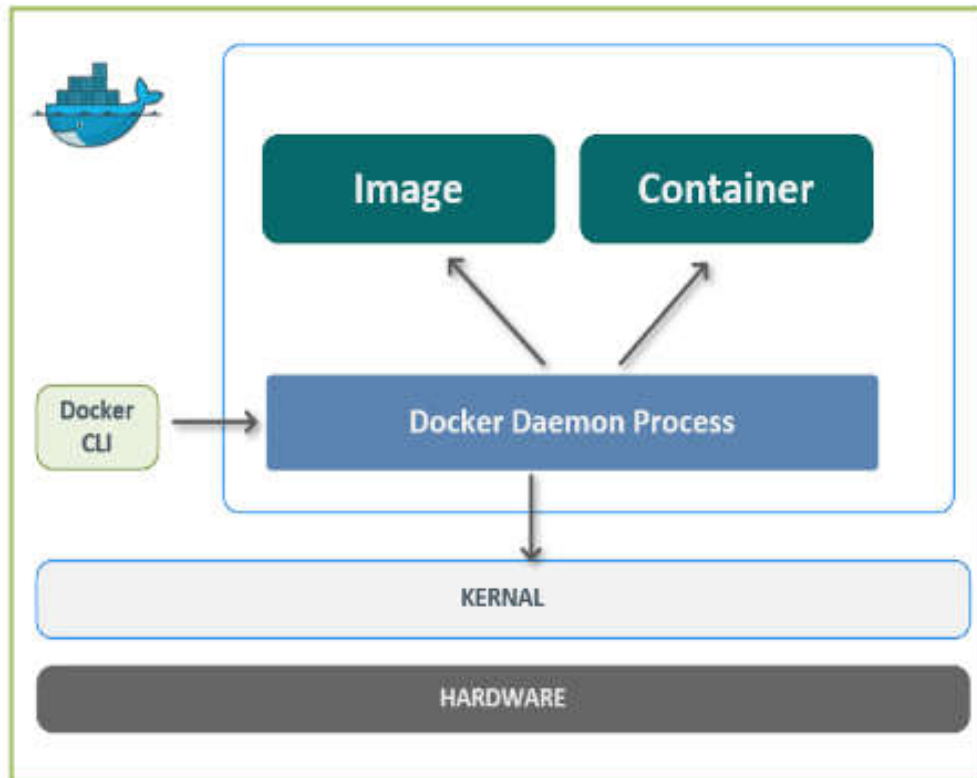 Image
Container
Docker
CLI
Docker Daemon Process
KERNAL
HARDWARE